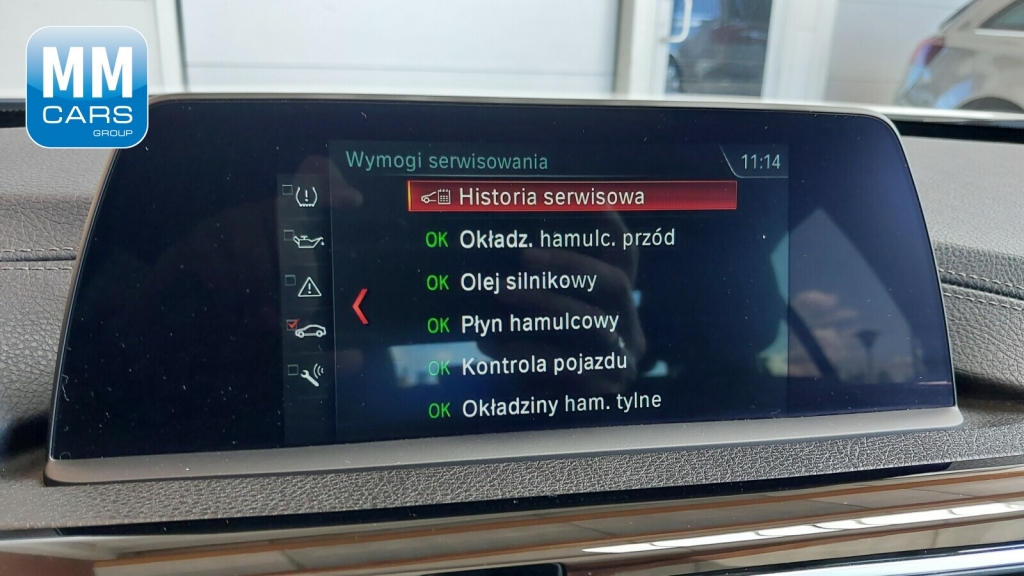 MM
CARS
GROUP
Wymogi serwisowania 11:14
Historia serwisowa
OK Okładz. hamulc. przód
OK Olej silnikowy
OK Płyn hamulcowy
OK Kontrola pojazdu
OK Okładziny ham. tylne